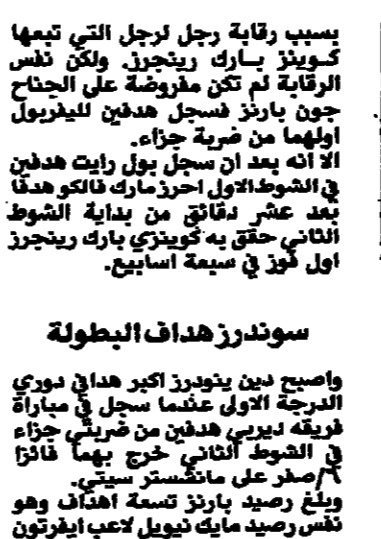 بسبب رقابة رجل لرجل التي تبعها
كوينز بارك رينجرز. ولكن نفس
الرقابة لم تكن مفروضة على الجناح
جون بارنز فسجل هدفين لليفربول
اولهما من ضربة جزاء.
الا انه بعد ان سجل بول رايت هدفين
في الشوط الاول احرز مارك فالكو هدفا
بعد عشر دقائق من بداية الشوط
الثاني حقق به كوينزي بارك رينجرز
اول فوز في سبعة اسابيع.
سوندرز هداف البطولة
واصبح دين ينودرز اكبر هدافي دوري
الدرجة الاولى عندما سجل في مباراة
فريقه ديربي هدفين من ضربتي جزاء
في الشوط الثاني خرج بهما فائزا
٦/صفر على مانشستر سيتي.
وبلغ رصيد بارنز تسعة اهداف وهو
نفس رصيد مايك نيويل لاعب ايفرتون